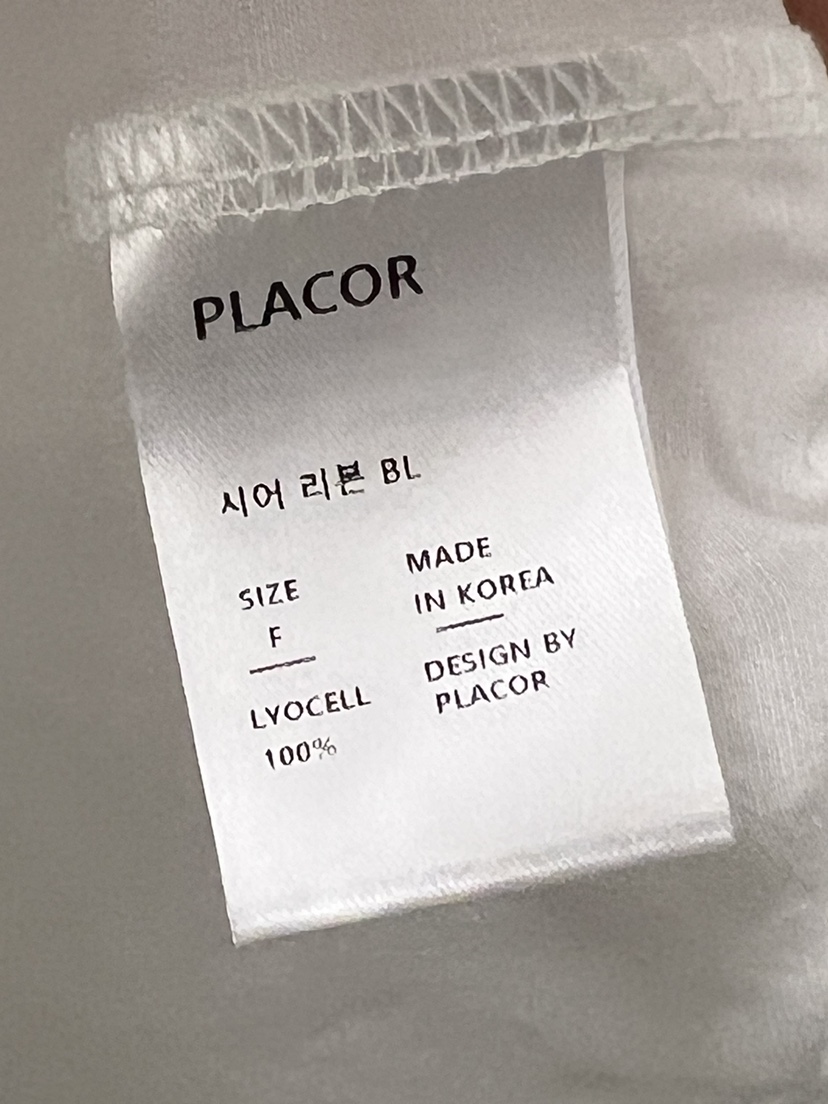 PLACOR
시어 리본 BL
SIZE
F
LYOCELL
100%
MADE
IN KOREA
DESIGN BY
PLACOR